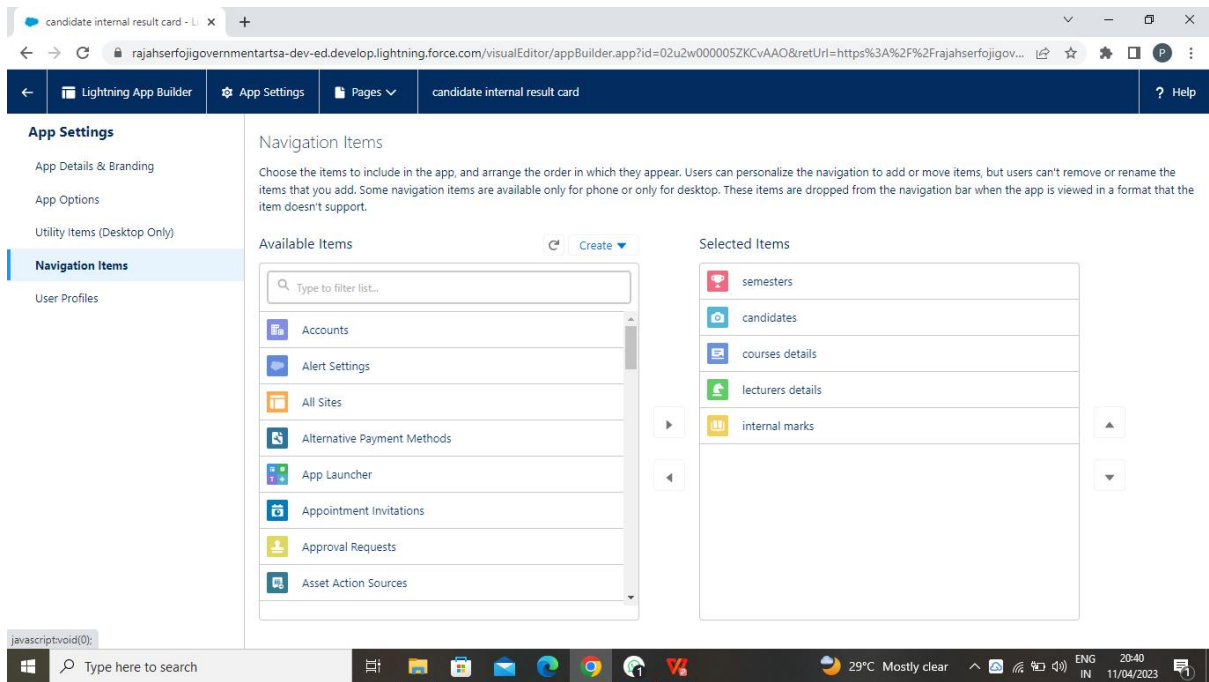 candidate internal result card - Li
rajahserfojigovernmentartsa-dev-ed.develop.lightning.force.com/visualEditor/appBuilder.app?id=02u2w000005ZKCvAAO&retUrl=https%3A%2F%2Frajahserfojigov...
P
Lightning App Builder
App Settings
Pages
candidate internal result card
? Help
App Settings
App Details & Branding
App Options
Utility Items (Desktop Only)
Navigation Items
User Profiles
Navigation Items
Choose the items to include in the app, and arrange the order in which they appear. Users can personalize the navigation to add or move items, but users can't remove or rename the
items that you add. Some navigation items are available only for phone or only for desktop. These items are dropped from the navigation bar when the app is viewed in a format that the
item doesn't support.
Available Items
Create
Type to filter list...
Accounts
Alert Settings
All Sites
Alternative Payment Methods
App Launcher
Appointment Invitations
Approval Requests
Asset Action Sources
Selected Items
semesters
candidates
courses details
lecturers details
internal marks
javascript:void(0);
Type here to search
29°C Mostly clear
ENG
IN
20:40
11/04/2023